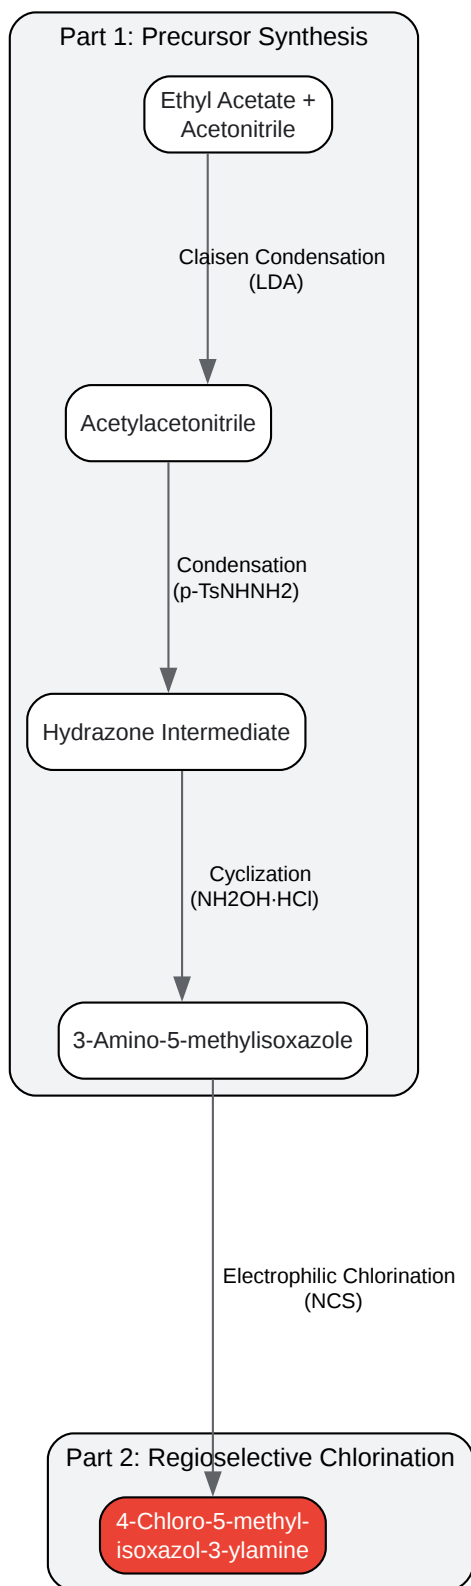 Part 1: Precursor Synthesis
Ethyl Acetate +
Acetonitrile
Claisen Condensation
(LDA)
Acetylacetonitrile
Condensation
(p-TsNHNH2)
Hydrazone Intermediate
Cyclization
(NH2OH·HCl)
3-Amino-5-methylisoxazole
Electrophilic Chlorination
(NCS)
Part 2: Regioselective Chlorination
4-Chloro-5-methyl-
isoxazol-3-ylamine